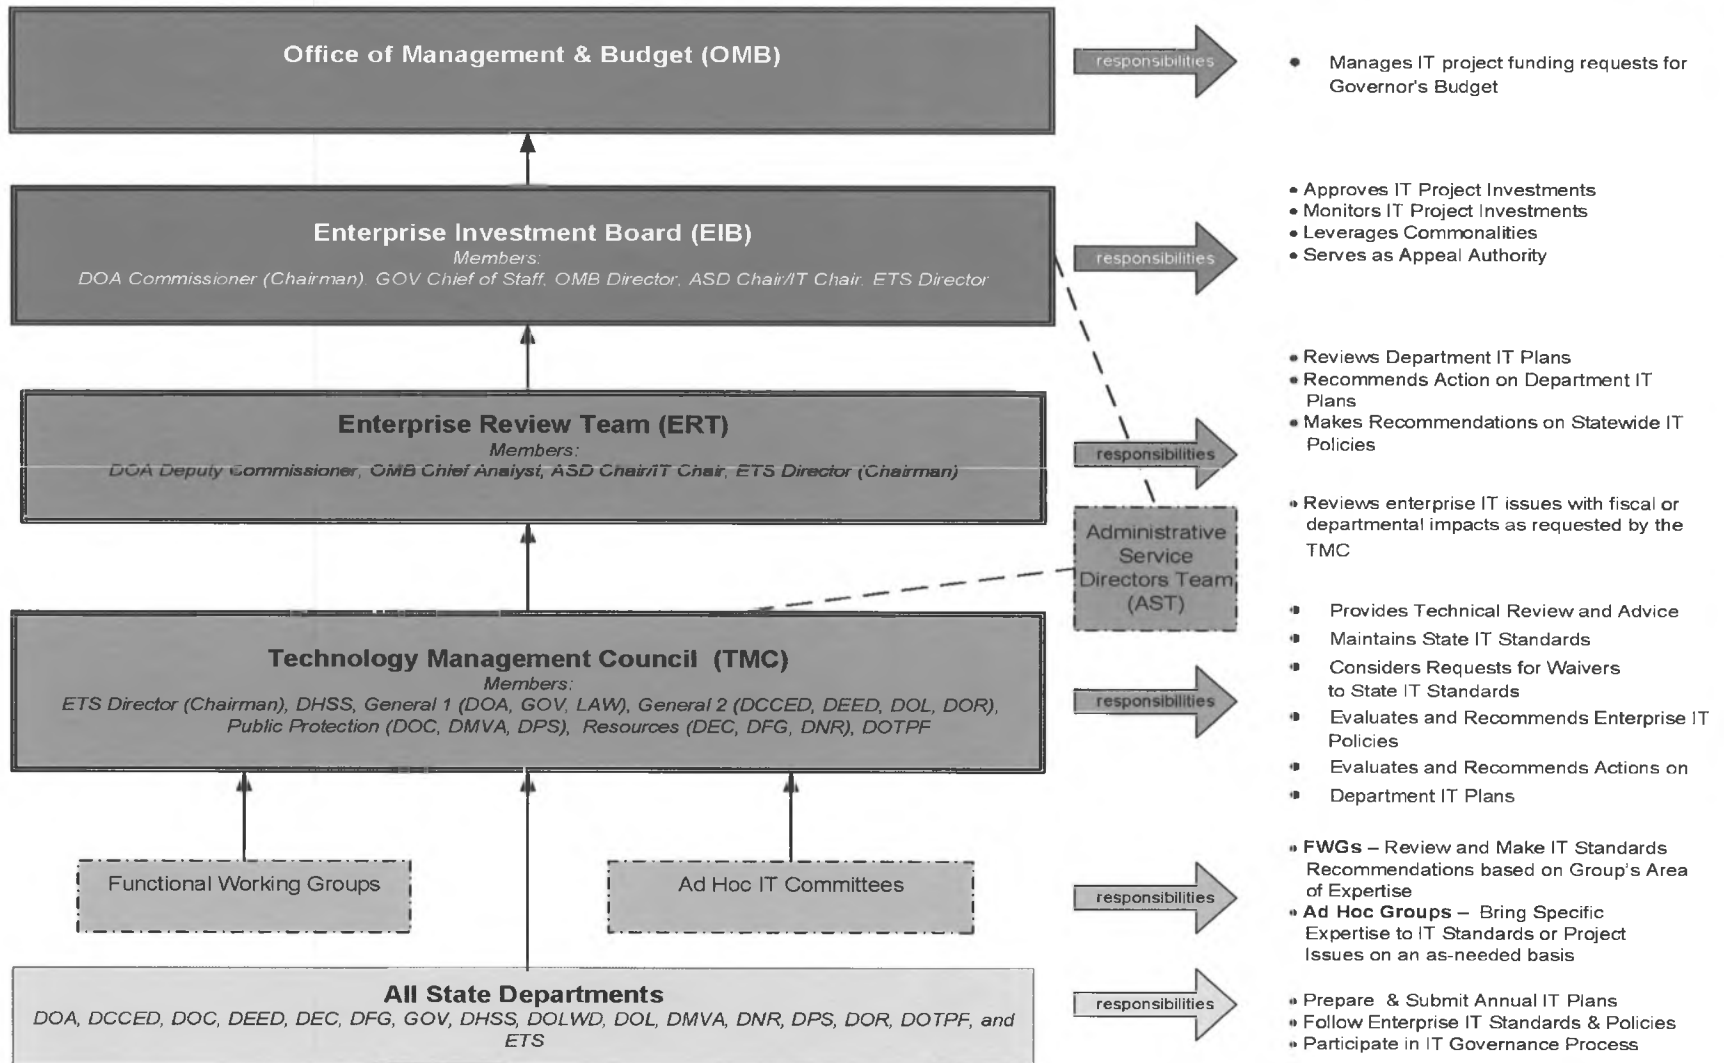 Office of Management & Budget (OMB)
responsibilities
• Manages IT project funding requests for
Governor's Budget
Enterprise Investment Board (EIB)
Members:
DOA Commissioner (Chairman), GOV Chief of Staff, OMB Director, ASD Chair/IT Chair, ETS Director
responsibilities
• Approves IT Project Investments
• Monitors IT Project Investments
• Leverages Commonalities
• Serves as Appeal Authority
Enterprise Review Team (ERT)
Members:
DOA Deputy Commissioner, OMB Chief Analyst, ASD Chair/IT Chair, ETS Director (Chairman)
responsibilities
• Reviews Department IT Plans
• Recommends Action on Department IT
Plans
• Makes Recommendations on Statewide IT
Policies
Administrative
Service
Directors Team
(AST)
• Reviews enterprise IT issues with fiscal or
departmental impacts as requested by the
TMC
Technology Management Council (TMC)
Members:
ETS Director (Chairman), DHSS, General 1 (DOA, GOV, LAW), General 2 (DCCED, DEED, DOL, DOR),
Public Protection (DOC, DMVA, DPS), Resources (DEC, DFG, DNR), DOTPF
responsibilities
• Provides Technical Review and Advice
• Maintains State IT Standards
• Considers Requests for Waivers
to State IT Standards
• Evaluates and Recommends Enterprise IT
Policies
• Evaluates and Recommends Actions on
• Department IT Plans
Functional Working Groups
Ad Hoc IT Committees
responsibilities
• FWGs – Review and Make IT Standards
Recommendations based on Group's Area
of Expertise
• Ad Hoc Groups – Bring Specific
Expertise to IT Standards or Project
Issues on an as-needed basis
All State Departments
DOA, DCCED, DOC, DEED, DEC, DFG, GOV, DHSS, DOLWD, DOL, DMVA, DNR, DPS, DOR, DOTPF, and
ETS
responsibilities
• Prepare & Submit Annual IT Plans
• Follow Enterprise IT Standards & Policies
• Participate in IT Governance Process